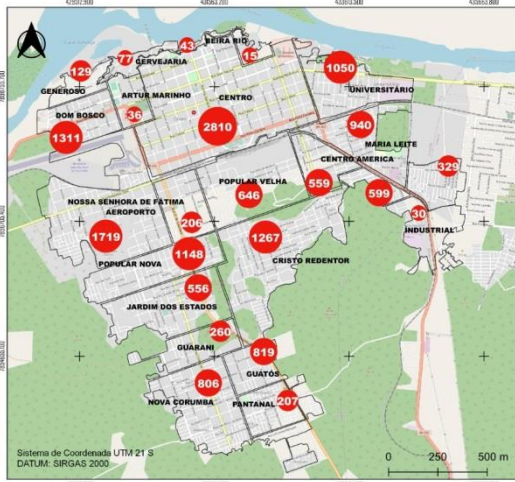 43
BEIRA RIO
77
CERVEJARIA
15
129
1050
GENEROSO
ARTUR MARINHO
CENTRO
UNIVERSITÁRIO
DOM BOSCO
36
2810
940
1311
MARIA LEITE
CENTRO AMERICA
POPULAR VELHA
559
329
NOSSA SENHORA DE FÁTIMA
646
599
AEROPORTO
206
30
1719
1267
INDUSTRIAL
1148
POPULAR NOVA
CRISTO REDENTOR
556
JARDIM DOS ESTADOS
260
GUARANI
819
GUATÓS
806
NOVA CORUMBA
PANTANAL
207
Sistema de Coordenada UTM 21 S
DATUM: SIRGAS 2000
0 250 500 m